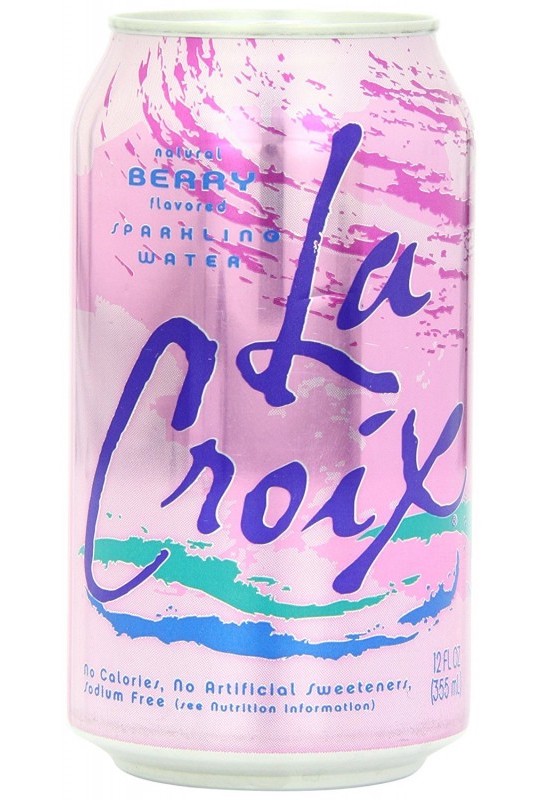 natural
BERRY
flavored
SPARKLING
WATER
La
Croix
®
12 FL OZ
(355 mL)
No Calories, No Artificial Sweeteners,
Sodium Free (see Nutrition Information)